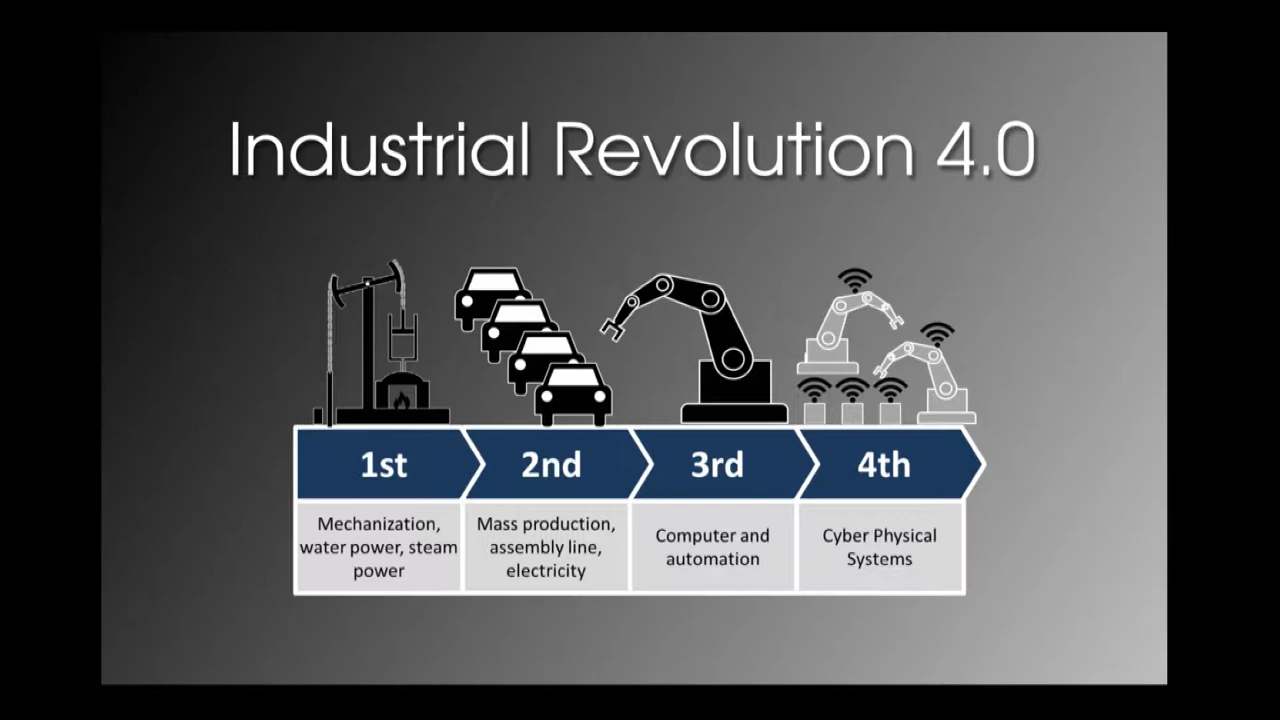 Industrial Revolution 4.0
1st
2nd
3rd
4th
Mechanization,
water power, steam
power
Mass production,
assembly line,
electricity
Computer and
automation
Cyber Physical
Systems